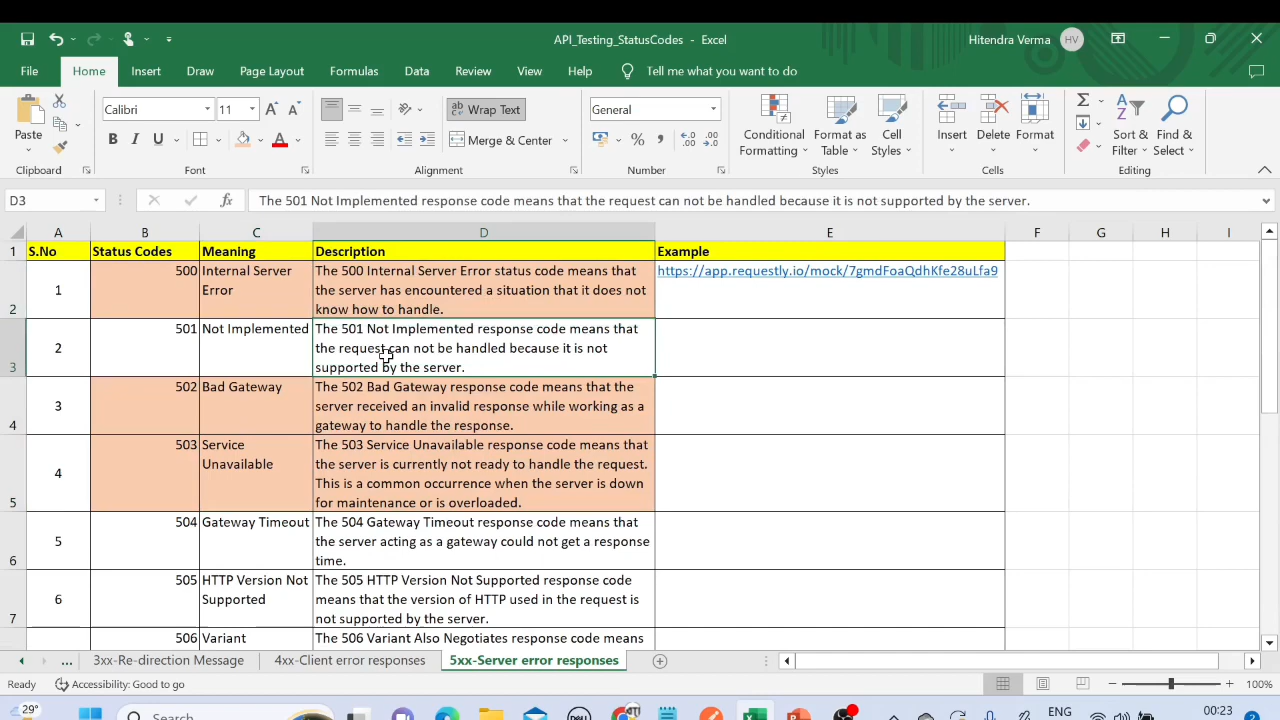 API_Testing_StatusCodes - Excel
Hitendra Verma HV
File Home Insert Draw Page Layout Formulas Data Review View Help Tell me what you want to do
Paste
Calibri 11
B I U
Wrap Text
Merge & Center
General
Conditional Formatting
Format as Table
Cell Styles
Insert Delete Format
Sort & Filter
Find & Select
Clipboard Font Alignment Number Styles Cells Editing
D3 fx The 501 Not Implemented response code means that the request can not be handled because it is not supported by the server.
A B C D E F G H I
1 S.No Status Codes Meaning Description Example
2 1 500 Internal Server Error
The 500 Internal Server Error status code means that
the server has encountered a situation that it does not
know how to handle.
https://app.requestly.io/mock/7gmdFoaQdhKfe28uLfa9
3 2 501 Not Implemented
The 501 Not Implemented response code means that
the request can not be handled because it is not
supported by the server.
4 3 502 Bad Gateway
The 502 Bad Gateway response code means that the
server received an invalid response while working as a
gateway to handle the response.
5 4 503 Service Unavailable
The 503 Service Unavailable response code means that
the server is currently not ready to handle the request.
This is a common occurrence when the server is down
for maintenance or is overloaded.
6 5 504 Gateway Timeout
The 504 Gateway Timeout response code means that
the server acting as a gateway could not get a response
time.
7 6 505 HTTP Version Not Supported
The 505 HTTP Version Not Supported response code
means that the version of HTTP used in the request is
not supported by the server.
506 Variant
The 506 Variant Also Negotiates response code means
... 3xx-Re-direction Message 4xx-Client error responses 5xx-Server error responses
Ready Accessibility: Good to go 100%
29° Search ENG 00:23